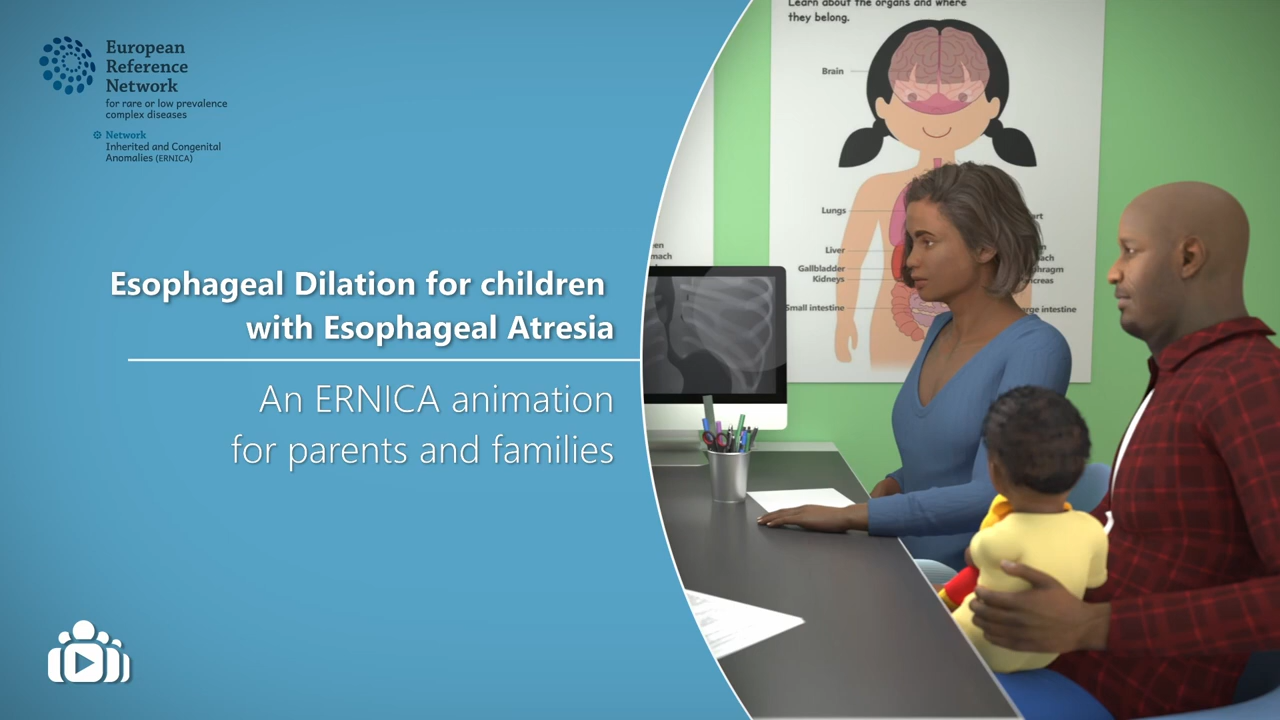 European
Reference
Network
for rare or low prevalence
complex diseases
Network
Inherited and Congenital
Anomalies (ERNICA)
Esophageal Dilation for children
with Esophageal Atresia
An ERNICA animation
for parents and families
Learn about the organs and where
they belong.
Brain
Lungs
Liver
Gallbladder
Kidneys
Small intestine
intestine